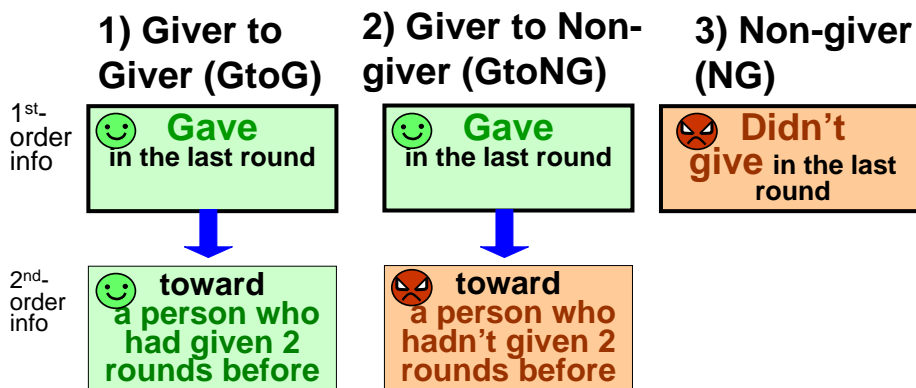 1) Giver to
Giver (GtoG)
2) Giver to Non-
giver (GtoNG)
3) Non-giver
(NG)
1st-
order
info
Gave
in the last round
Gave
in the last round
Didn't
give in the last
round
2nd-
order
info
toward
a person who
had given 2
rounds before
toward
a person who
hadn't given 2
rounds before